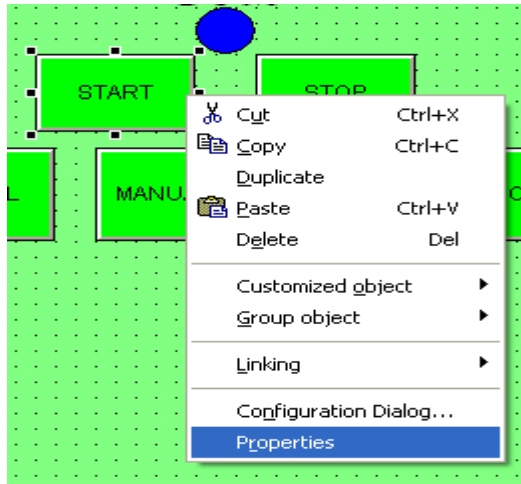 START
STOP
Cut Ctrl+X
Copy Ctrl+C
L
MANU
Duplicate
Paste Ctrl+V
Delete Del
Customized object
Group object
Linking
Configuration Dialog...
Properties